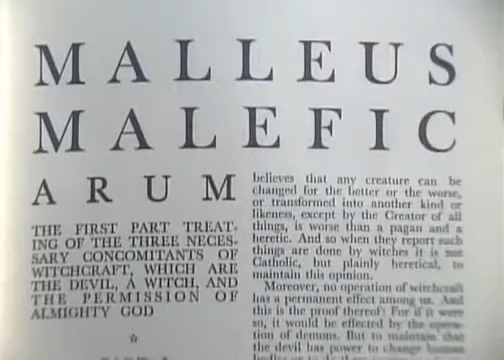 MALLEUS
MALEFIC
ARUM
THE FIRST PART TREAT-
ING OF THE THREE NECES-
SARY CONCOMITANTS OF
WITCHCRAFT, WHICH ARE
THE DEVIL, A WITCH, AND
THE PERMISSION OF
ALMIGHTY GOD
believes that any creature can be
changed for the better or the worse,
or transformed into another kind or
likeness, except by the Creator of all
things, is worse than a pagan and a
heretic. And so when they report such
things are done by witches it is not
Catholic, but plainly heretical, to
maintain this opinion.
Moreover, no operation of witchcraft
has a permanent effect among us. And
this is the proof thereof: For if it were
so, it would be effected by the opera-
tion of demons. But to maintain that
the devil has power to change human